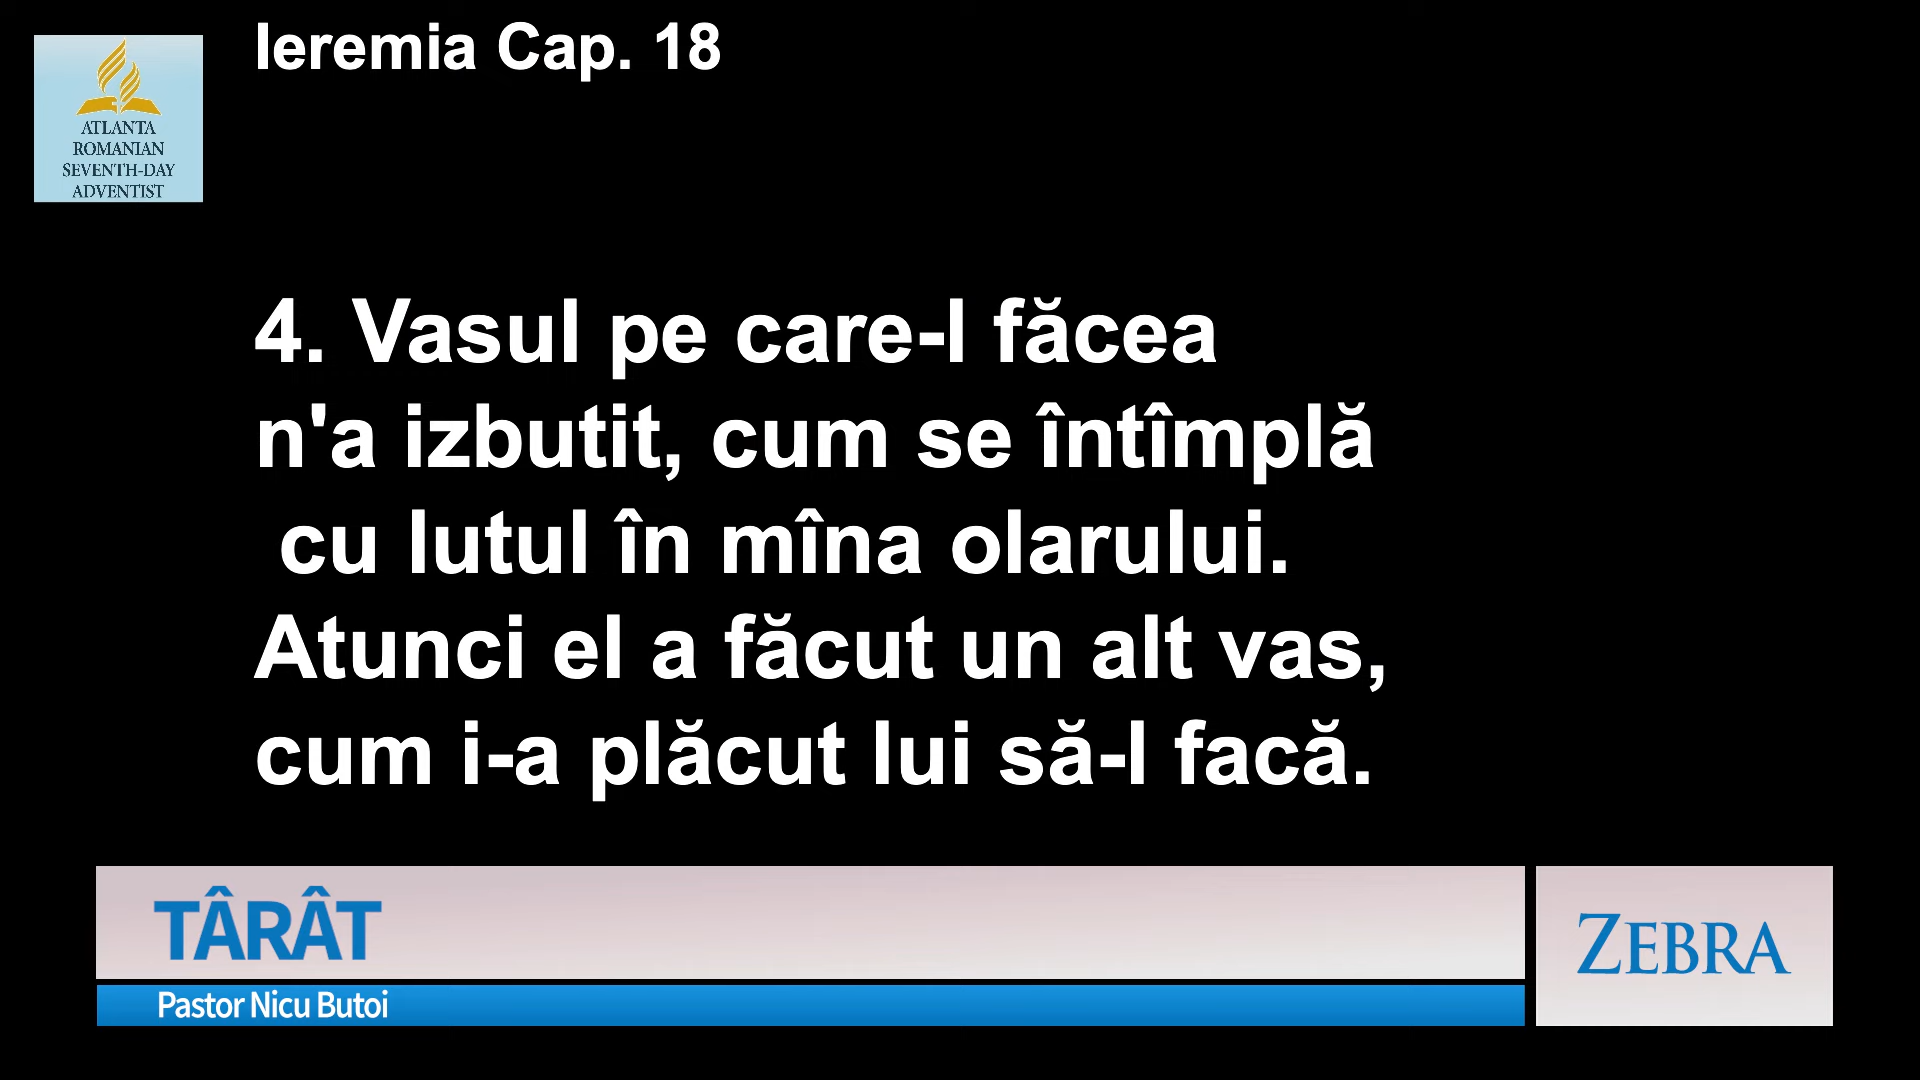 Ieremia Cap. 18
ATLANTA
ROMANIAN
SEVENTH-DAY
ADVENTIST
4. Vasul pe care-l făcea
n'a izbutit, cum se întîmplă
cu lutul în mîna olarului.
Atunci el a făcut un alt vas,
cum i-a plăcut lui să-l facă.
TÂRÂT
Pastor Nicu Butoi
ZEBRA